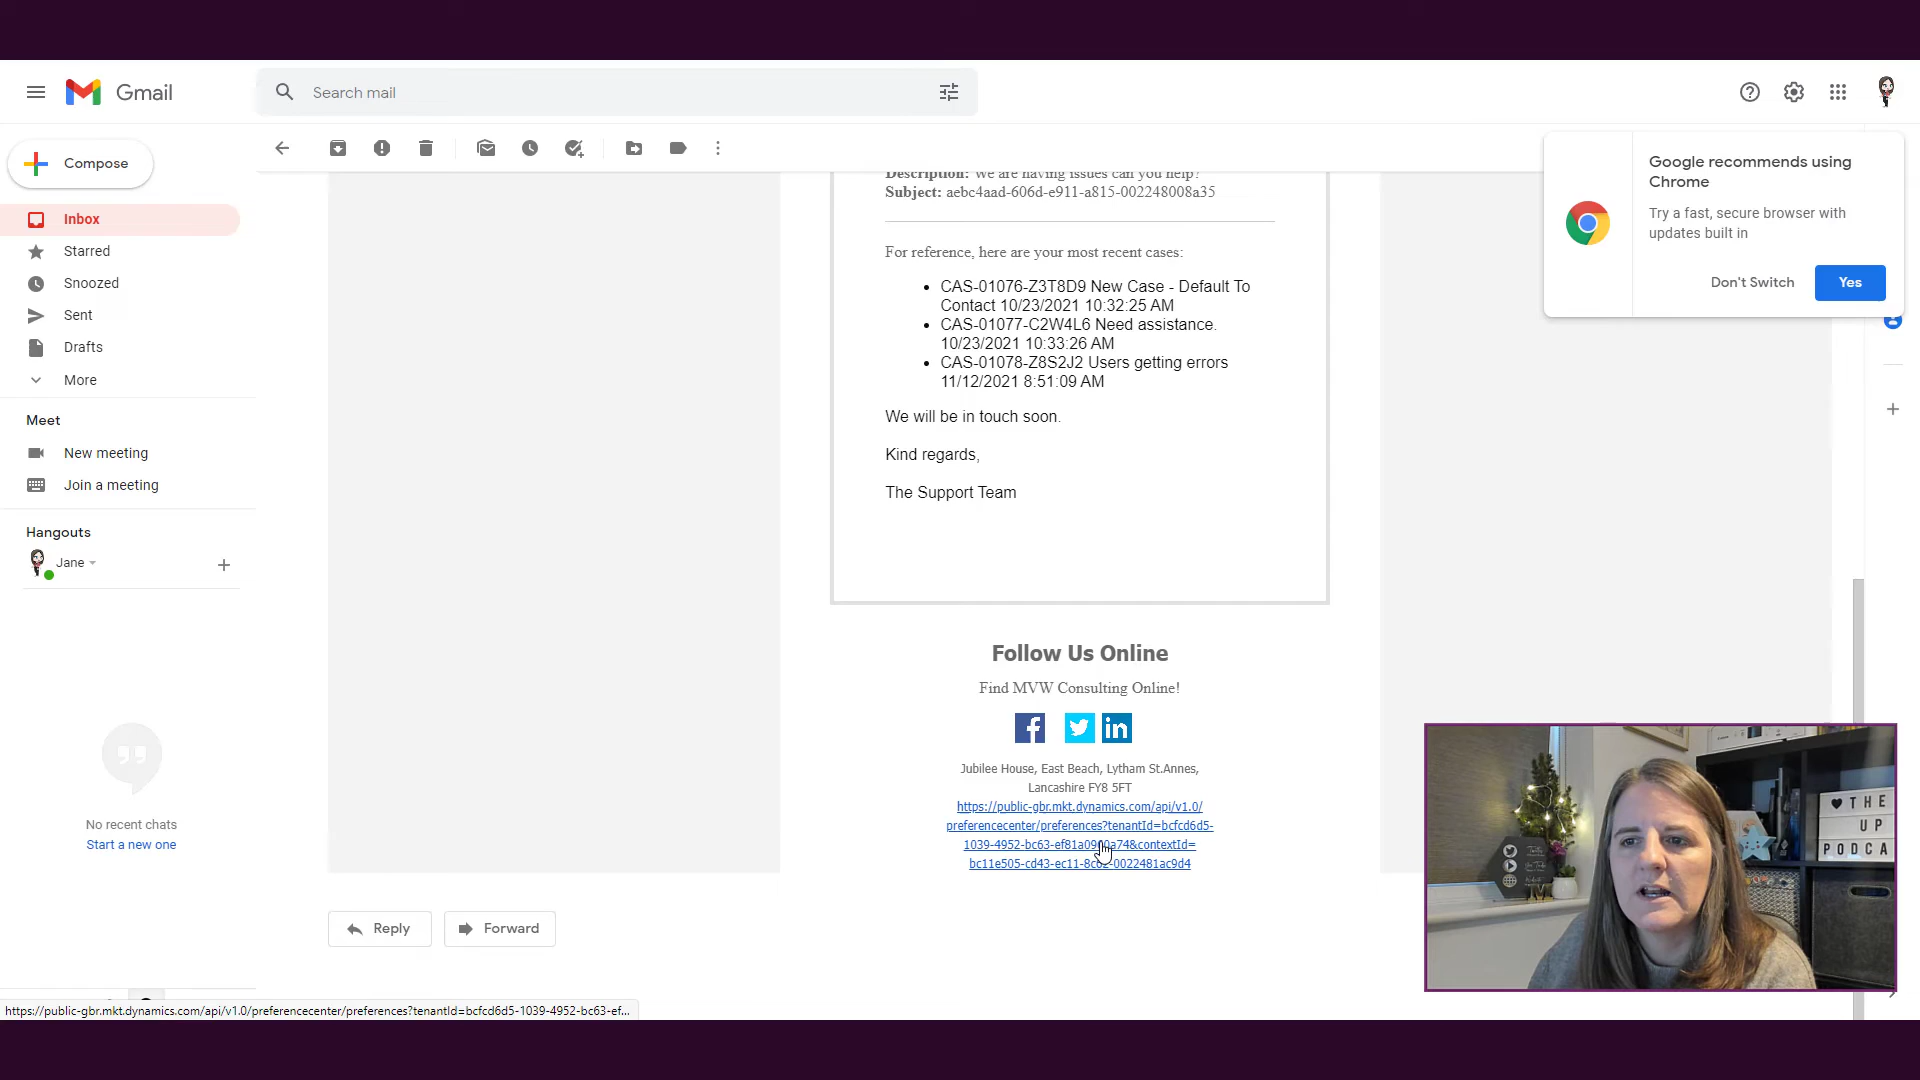 Gmail
Search mail
Compose
Inbox
Starred
Snoozed
Sent
Drafts
More
Meet
New meeting
Join a meeting
Hangouts
Jane
No recent chats
Start a new one
Description: We are having issues can you help?
Subject: aebc4aad-606d-e911-a815-002248008a35
For reference, here are your most recent cases:
• CAS-01076-Z3T8D9 New Case - Default To
Contact 10/23/2021 10:32:25 AM
• CAS-01077-C2W4L6 Need assistance.
10/23/2021 10:33:26 AM
• CAS-01078-Z8S2J2 Users getting errors
11/12/2021 8:51:09 AM
We will be in touch soon.
Kind regards,
The Support Team
Follow Us Online
Find MVW Consulting Online!
Jubilee House, East Beach, Lytham St.Annes,
Lancashire FY8 5FT
https://public-gbr.mkt.dynamics.com/api/v1.0/
preferencecenter/preferences?tenantId=bcfcd6d5-
bc11e505-cd43-ec11-8c62-0022481ac9d4
Reply
Forward
Google recommends using
Chrome
Try a fast, secure browser with
updates built in
Don't Switch
Yes
THE
UP
PODCA
https://public-gbr.mkt.dynamics.com/api/v1.0/preferencecenter/preferences?tenantId=bcfcd6d5-1039-4952-bc63-ef...